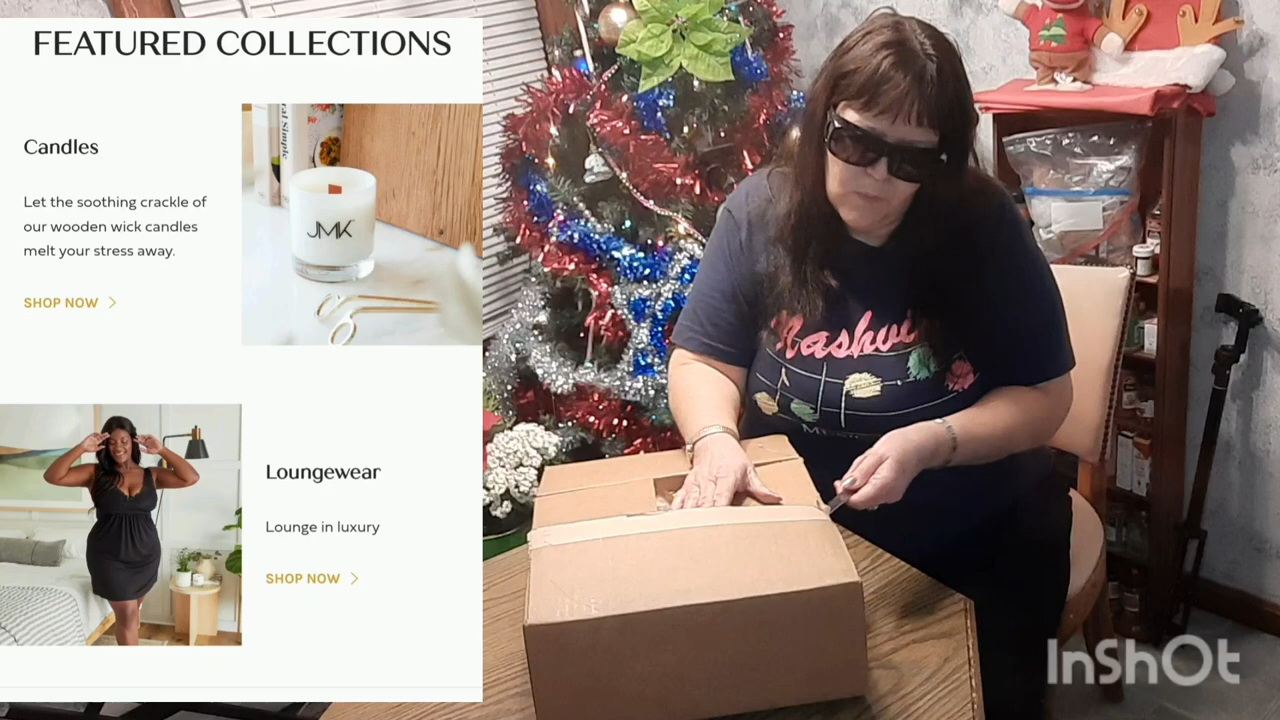 FEATURED COLLECTIONS
Candles
Let the soothing crackle of
our wooden wick candles
melt your stress away.
SHOP NOW
JMK
Loungewear
Lounge in luxury
SHOP NOW
Nashvi
InShOt